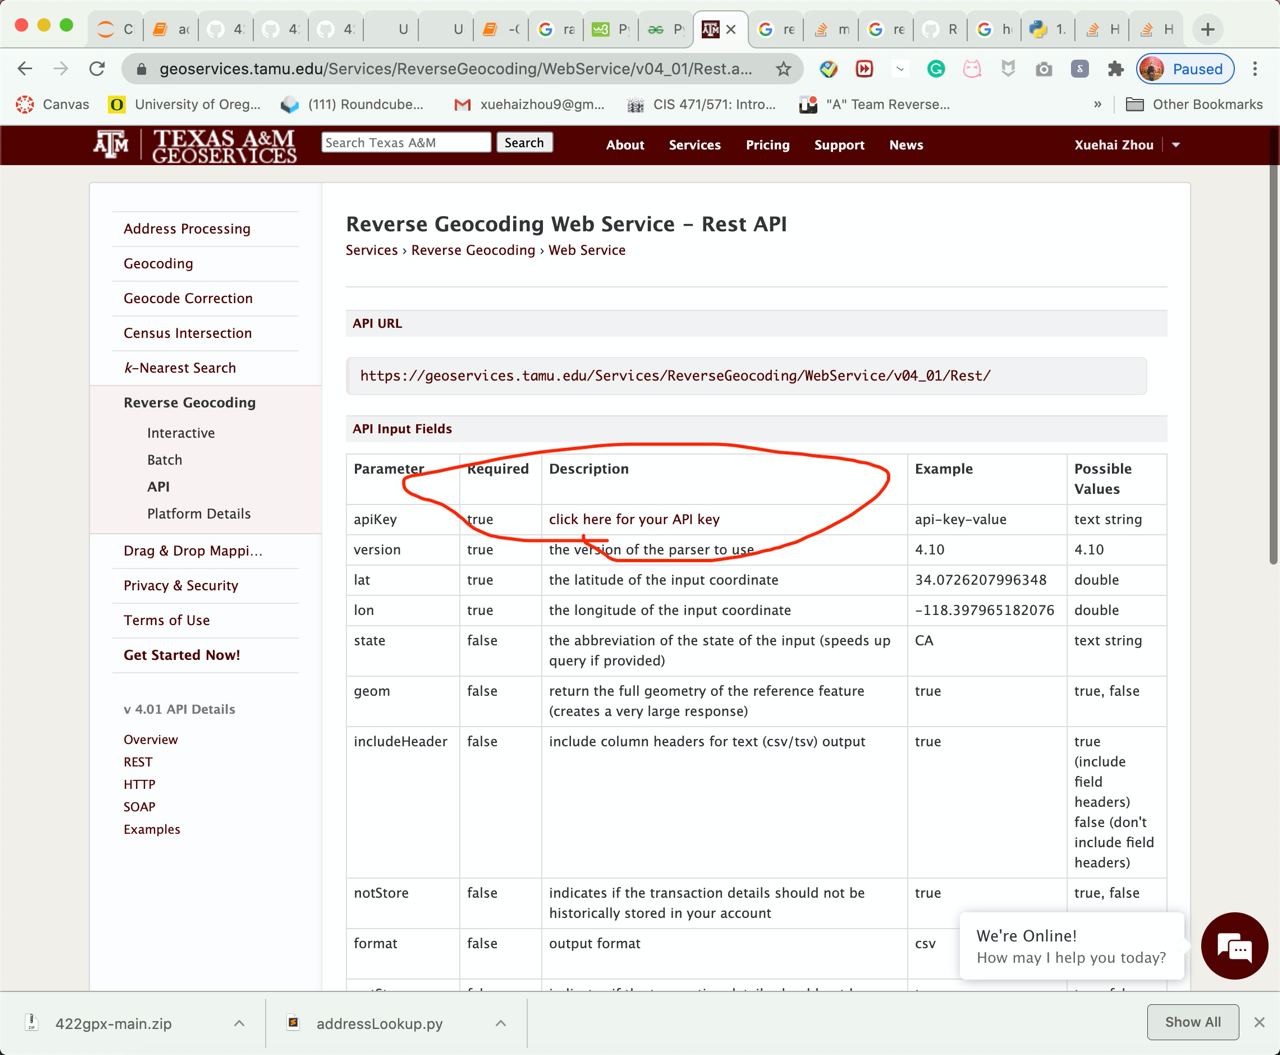 C
ac
4:
4:
4:
U
U
-(
ra
P
P
re
m
re
R
h
1.
H
H
geoservices.tamu.edu/Services/ReverseGeocoding/WebService/v04_01/Rest.a...
Paused
Canvas
University of Oreg...
(111) Roundcube...
xuehaizhou9@gm...
CIS 471/571: Intro...
"A" Team Reverse...
»
Other Bookmarks
TEXAS A&M
GEOSERVICES
Search Texas A&M
Search
About
Services
Pricing
Support
News
Xuehai Zhou
Address Processing
Geocoding
Geocode Correction
Census Intersection
k-Nearest Search
Reverse Geocoding
Interactive
Batch
API
Platform Details
Drag & Drop Mappi...
Privacy & Security
Terms of Use
Get Started Now!
v 4.01 API Details
Overview
REST
HTTP
SOAP
Examples
Reverse Geocoding Web Service - Rest API
Services › Reverse Geocoding › Web Service
API URL
https://geoservices.tamu.edu/Services/ReverseGeocoding/WebService/v04_01/Rest/
API Input Fields
Parameter Required Description Example Possible
Values
apiKey true click here for your API key api-key-value text string
version true the version of the parser to use 4.10 4.10
lat true the latitude of the input coordinate 34.0726207996348 double
lon true the longitude of the input coordinate -118.397965182076 double
state false the abbreviation of the state of the input (speeds up CA text string
query if provided)
geom false return the full geometry of the reference feature true true, false
(creates a very large response)
includeHeader false include column headers for text (csv/tsv) output true true
(include
field
headers)
false (don't
include field
headers)
notStore false indicates if the transaction details should not be true true, false
historically stored in your account
format false output format csv
We're Online!
How may I help you today?
422gpx-main.zip
addressLookup.py
Show All